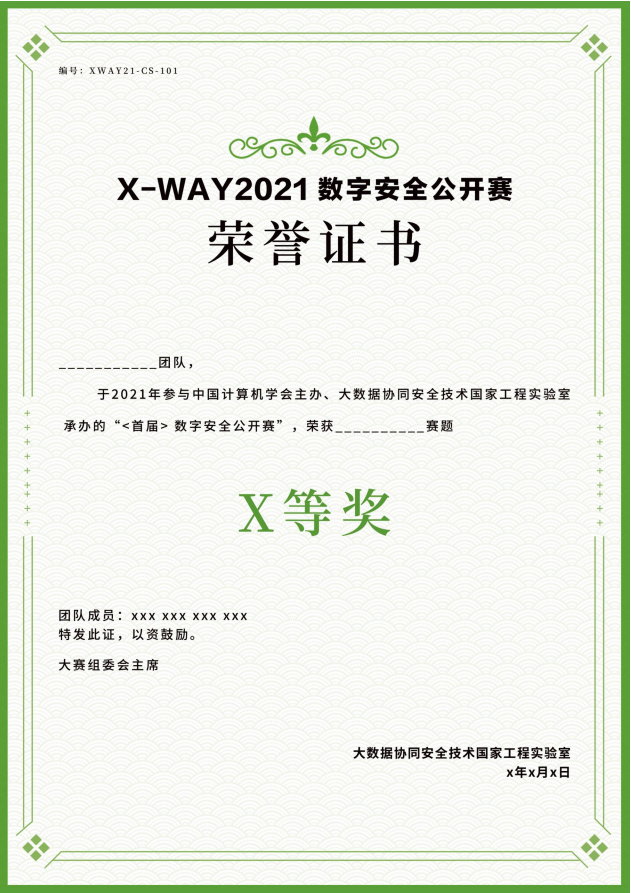 编号：XWAY21-CS-101
X-WAY2021 数字安全公开赛
荣誉证书
___________团队，
于2021年参与中国计算机学会主办、大数据协同安全技术国家工程实验室
承办的“<首届> 数字安全公开赛”，荣获__________赛题
X等奖
团队成员：xxx xxx xxx xxx
特发此证，以资鼓励。
大赛组委会主席
大数据协同安全技术国家工程实验室
x年x月x日